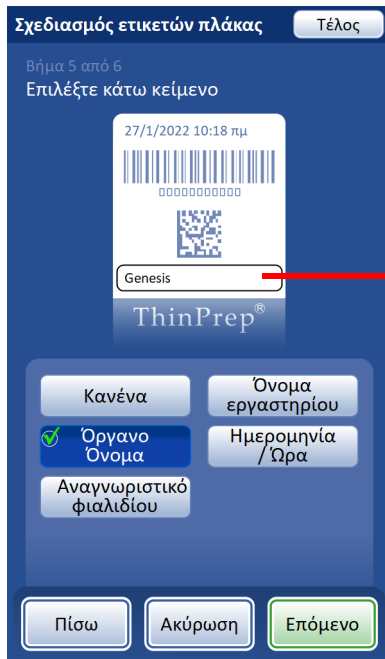 Σχεδιασμός ετικετών πλάκας
Τέλος
Βήμα 5 από 6
Επιλέξτε κάτω κείμενο
27/1/2022 10:18 πμ
Genesis
ThinPrep®
Κανένα
Όνομα
εργαστηρίου
Όργανο
Όνομα
Ημερομηνία
/ Ώρα
Αναγνωριστικό
φιαλιδίου
Πίσω
Ακύρωση
Επόμενο